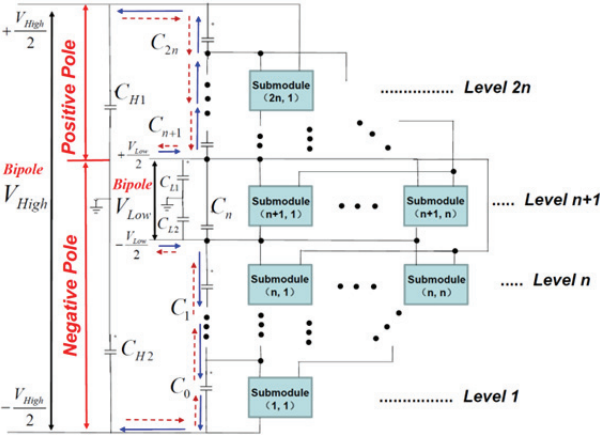 + V_High/2
Positive Pole
C_H1
C_2n
C_n+1
+ V_Low/2
Submodule
(2n, 1)
................ Level 2n
Bipole
V_High
C_L1
Bipole
V_Low
C_L2
C_n
Submodule
(n+1, 1)
Submodule
(n+1, n)
..... Level n+1
- V_Low/2
Negative Pole
Submodule
(n, 1)
Submodule
(n, n)
..... Level n
C_1
C_H2
C_0
Submodule
(1, 1)
................ Level 1
- V_High/2